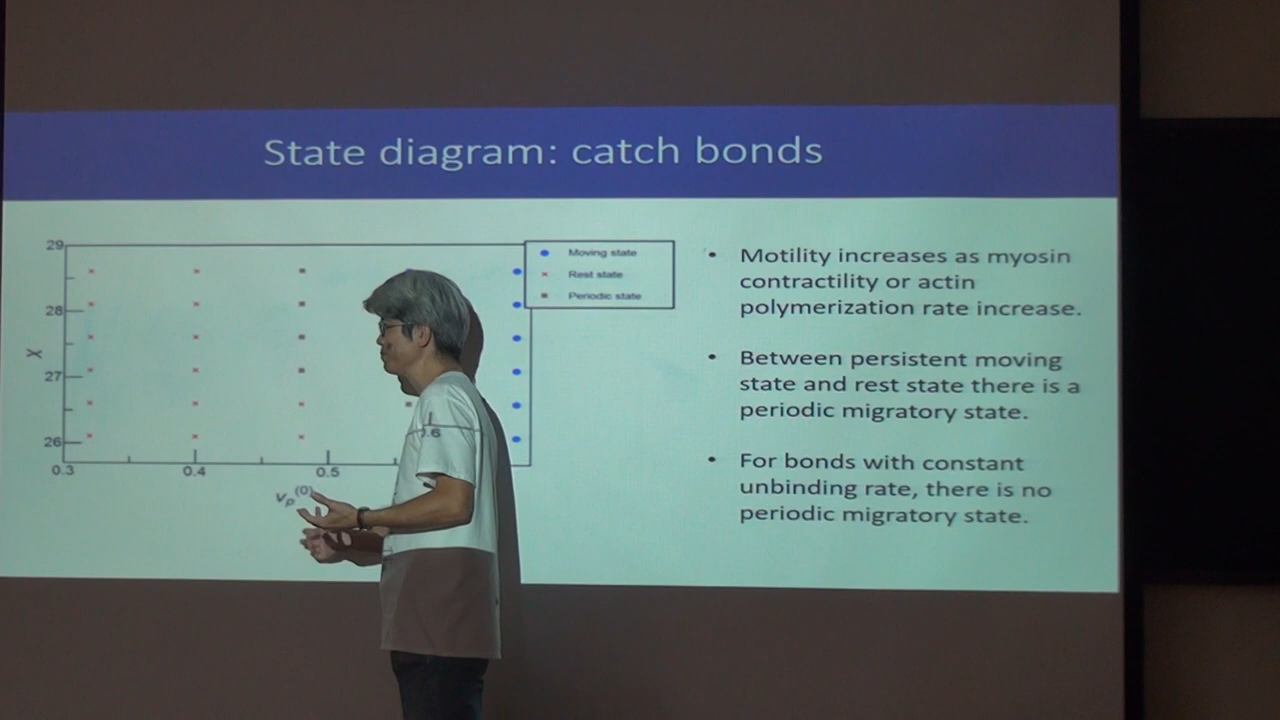 State diagram: catch bonds
29
28
27
26
χ
0.3
0.4
0.5
0.6
vₚ⁽⁰⁾
Moving state
Rest state
Periodic state
• Motility increases as myosin
contractility or actin
polymerization rate increase.
• Between persistent moving
state and rest state there is a
periodic migratory state.
• For bonds with constant
unbinding rate, there is no
periodic migratory state.